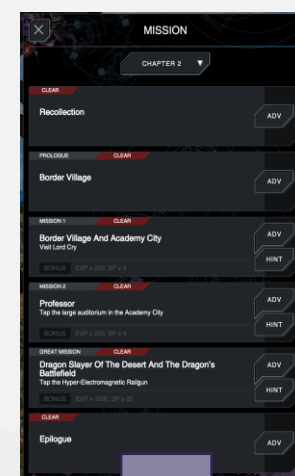 MISSION
CHAPTER 2
CLEAR
Recollection
ADV
PROLOGUE CLEAR
Border Village
ADV
MISSION 1 CLEAR
Border Village And Academy City
Visit Lord Cry
ADV
HINT
BONUS EXP x 200, SP x 4
MISSION 2 CLEAR
Professor
Tap the large auditorium in the Academy City
ADV
HINT
BONUS EXP x 200, SP x 4
GREAT MISSION CLEAR
Dragon Slayer Of The Desert And The Dragon's
Battlefield
Tap the Hyper-Electromagnetic Railgun
ADV
HINT
BONUS EXP x 1000, SP x 20
CLEAR
Epilogue
ADV